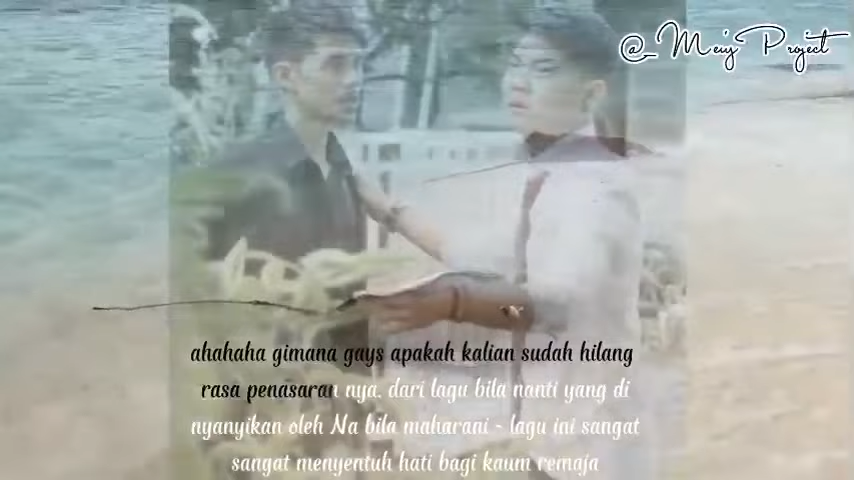 @_Meiy Project
ahahaha gimana gays apakah kalian sudah hilang
rasa penasaran nya. dari lagu bila nanti yang di
nyanyikan oleh Na bila maharani - lagu ini sangat
sangat menyentuh hati bagi kaum remaja